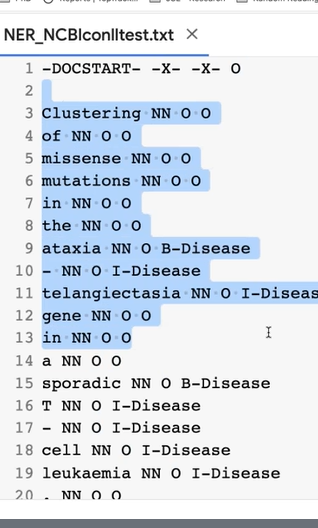 NER_NCBIconlltest.txt ×
1 -DOCSTART- -X- -X- O
2
3 Clustering NN O O
4 of NN O O
5 missense NN O O
6 mutations NN O O
7 in NN O O
8 the NN O O
9 ataxia NN O B-Disease
10 - NN O I-Disease
11 telangiectasia NN O I-Diseas
12 gene NN O O
13 in NN O O
14 a NN O O
15 sporadic NN O B-Disease
16 T NN O I-Disease
17 - NN O I-Disease
18 cell NN O I-Disease
19 leukaemia NN O I-Disease
20 . NN O O